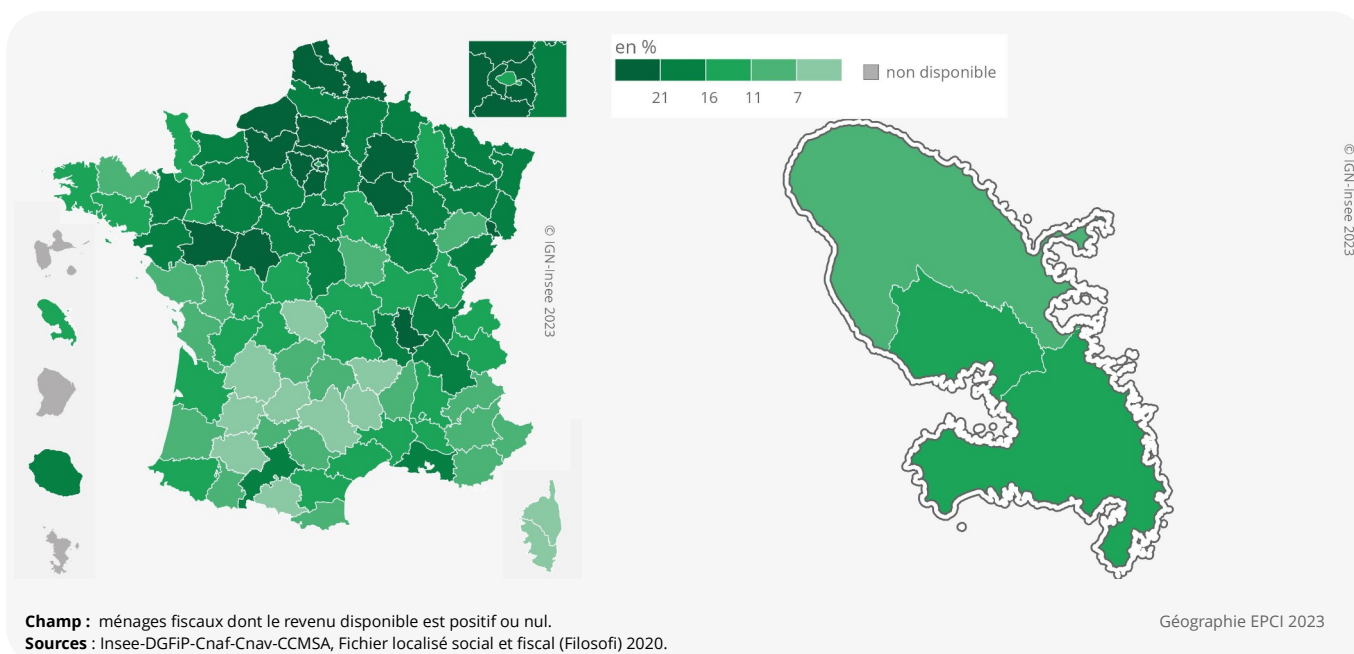 en %
21 16 11 7
non disponible
© IGN-Insee 2023
© IGN-Insee 2023
Champ : ménages fiscaux dont le revenu disponible est positif ou nul.
Sources : Insee-DGFiP-Cnaf-Cnav-CCMSA, Fichier localisé social et fiscal (Filosofi) 2020.
Géographie EPCI 2023